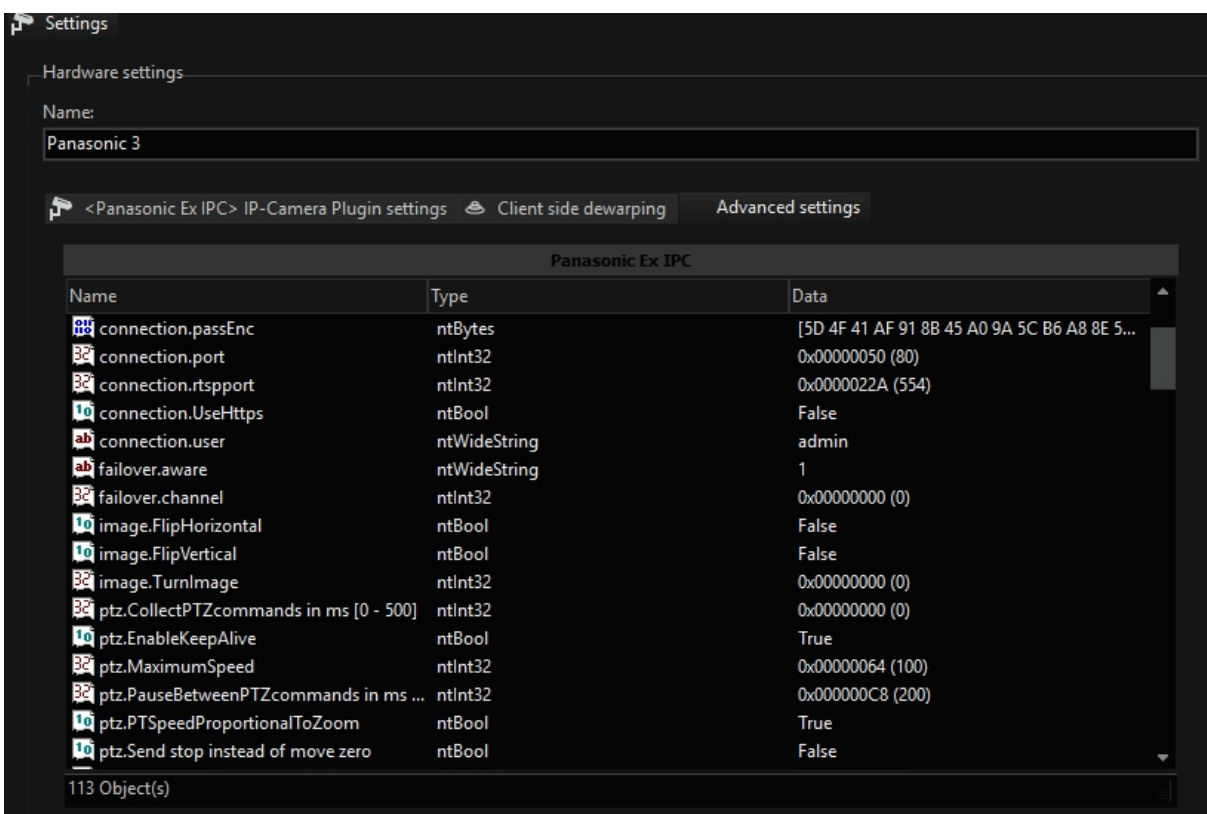 Settings
Hardware settings
Name:
Panasonic 3
<Panasonic Ex IPC> IP-Camera Plugin settings Client side dewarping Advanced settings
Panasonic Ex IPC
Name Type Data
connection.passEnc ntBytes [5D 4F 41 AF 91 8B 45 A0 9A 5C B6 A8 8E 5...
connection.port ntInt32 0x00000050 (80)
connection.rtspport ntInt32 0x0000022A (554)
connection.UseHttps ntBool False
connection.user ntWideString admin
failover.aware ntWideString 1
failover.channel ntInt32 0x00000000 (0)
image.FlipHorizontal ntBool False
image.FlipVertical ntBool False
image.TurnImage ntInt32 0x00000000 (0)
ptz.CollectPTZcommands in ms [0 - 500] ntInt32 0x00000000 (0)
ptz.EnableKeepAlive ntBool True
ptz.MaximumSpeed ntInt32 0x00000064 (100)
ptz.PauseBetweenPTZcommands in ms ... ntInt32 0x000000C8 (200)
ptz.PTSpeedProportionalToZoom ntBool True
ptz.Send stop instead of move zero ntBool False
113 Object(s)